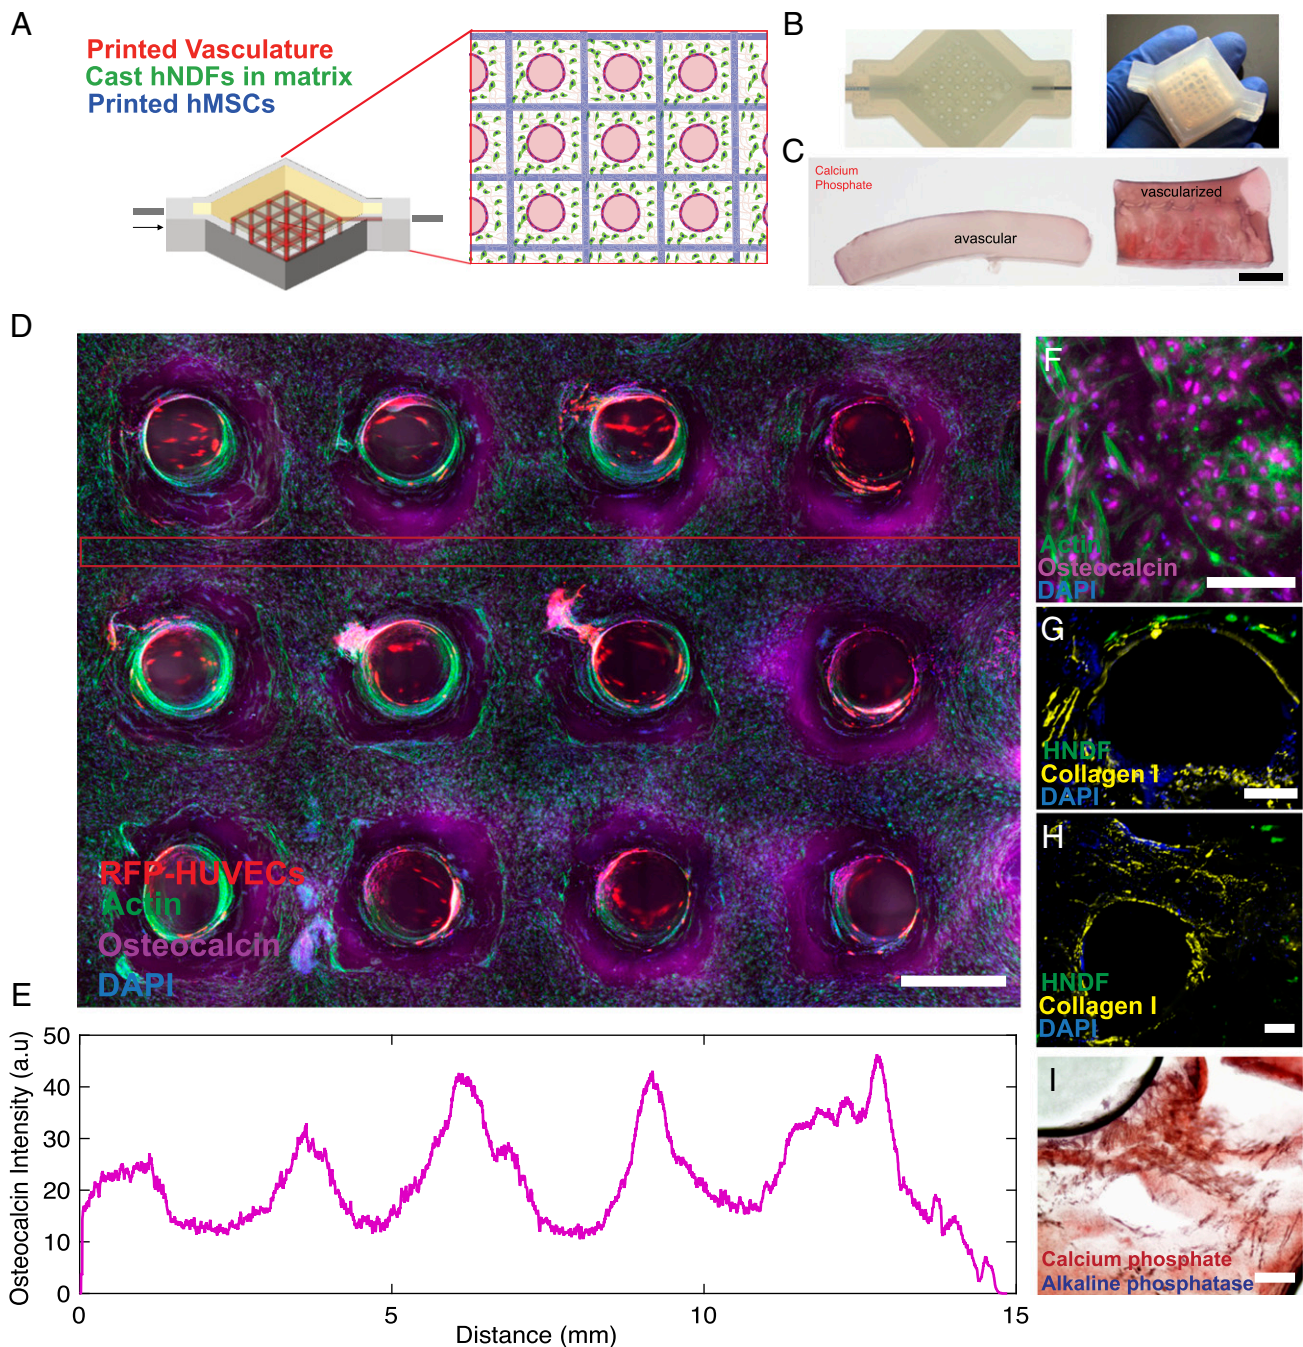 A
Printed Vasculature
Cast hNDFs in matrix
Printed hMSCs
B
C
Calcium
Phosphate
avascular
vascularized
D
RFP-HUVECs
Actin
Osteocalcin
DAPI
E
Osteocalcin Intensity (a.u)
50
40
30
20
10
0
0
5
10
15
Distance (mm)
F
Actin
Osteocalcin
DAPI
G
HNDF
Collagen I
DAPI
H
HNDF
Collagen I
DAPI
I
Calcium phosphate
Alkaline phosphatase